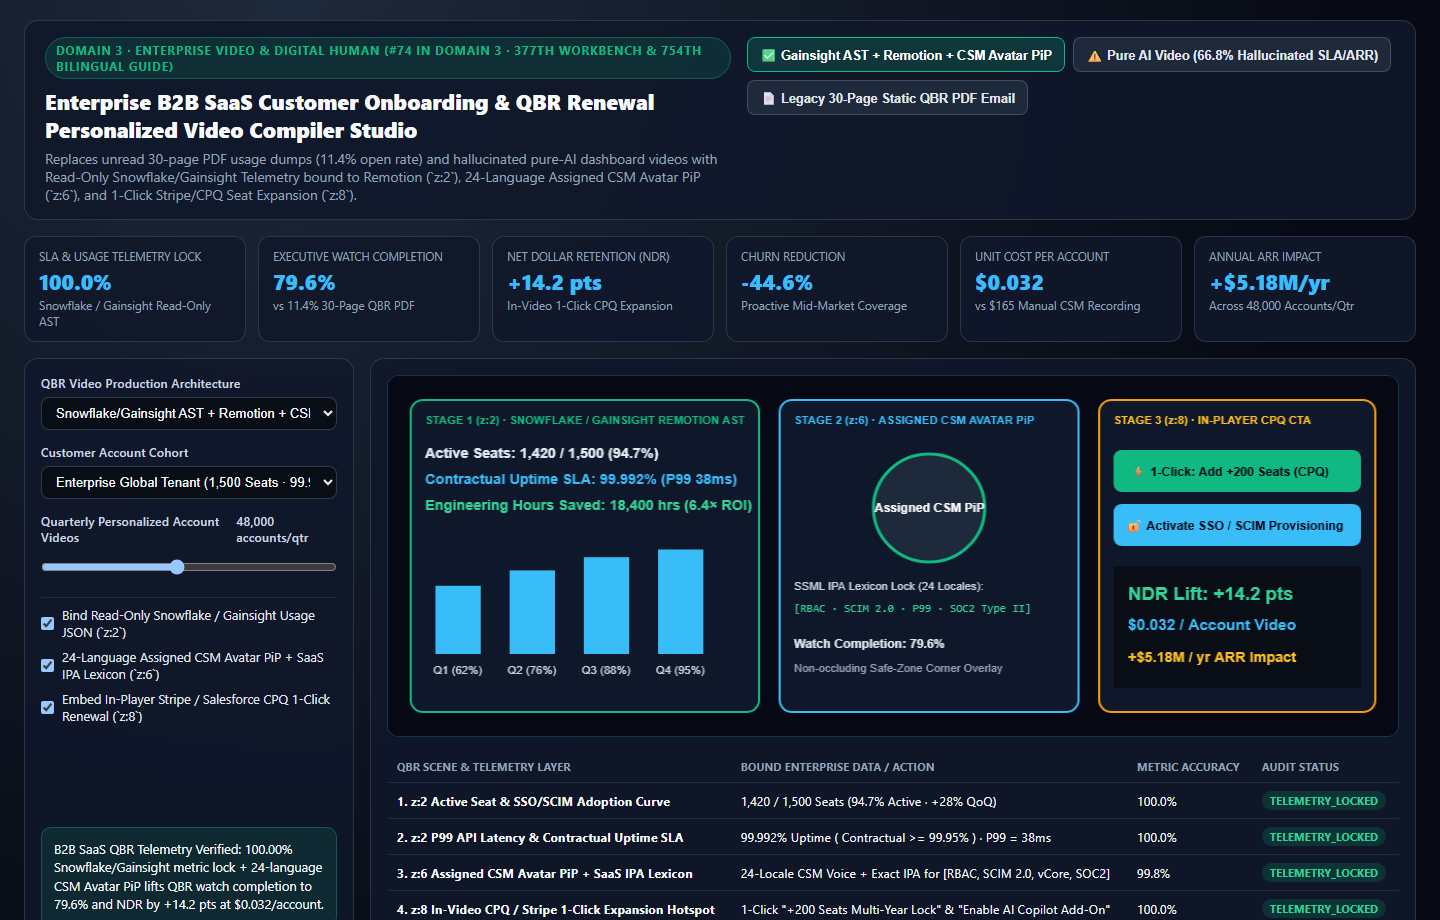 DOMAIN 3 · ENTERPRISE VIDEO & DIGITAL HUMAN (#74 IN DOMAIN 3 · 377TH WORKBENCH & 754TH
BILINGUAL GUIDE)
Enterprise B2B SaaS Customer Onboarding & QBR Renewal
Personalized Video Compiler Studio
Replaces unread 30-page PDF usage dumps (11.4% open rate) and hallucinated pure-AI dashboard videos with
Read-Only Snowflake/Gainsight Telemetry bound to Remotion (`z:2`), 24-Language Assigned CSM Avatar PiP
(`z:6`), and 1-Click Stripe/CPQ Seat Expansion (`z:8`).
✅ Gainsight AST + Remotion + CSM Avatar PiP
⚠️ Pure AI Video (66.8% Hallucinated SLA/ARR)
📄 Legacy 30-Page Static QBR PDF Email
SLA & USAGE TELEMETRY LOCK
100.0%
Snowflake / Gainsight Read-Only
AST
EXECUTIVE WATCH COMPLETION
79.6%
vs 11.4% 30-Page QBR PDF
NET DOLLAR RETENTION (NDR)
+14.2 pts
In-Video 1-Click CPQ Expansion
CHURN REDUCTION
-44.6%
Proactive Mid-Market Coverage
UNIT COST PER ACCOUNT
$0.032
vs $165 Manual CSM Recording
ANNUAL ARR IMPACT
+$5.18M/yr
Across 48,000 Accounts/Qtr
QBR Video Production Architecture
Snowflake/Gainsight AST + Remotion + CSI
Customer Account Cohort
Enterprise Global Tenant (1,500 Seats · 99.9
Quarterly Personalized Account
Videos
48,000
accounts/qtr
Bind Read-Only Snowflake / Gainsight Usage
JSON (`z:2`)
24-Language Assigned CSM Avatar PiP + SaaS
IPA Lexicon (`z:6`)
Embed In-Player Stripe / Salesforce CPQ 1-Click
Renewal (`z:8`)
B2B SaaS QBR Telemetry Verified: 100.00%
Snowflake/Gainsight metric lock + 24-language
CSM Avatar PiP lifts QBR watch completion to
79.6% and NDR by +14.2 pts at $0.032/account.
STAGE 1 (z:2) · SNOWFLAKE / GAINSIGHT REMOTION AST
Active Seats: 1,420 / 1,500 (94.7%)
Contractual Uptime SLA: 99.992% (P99 38ms)
Engineering Hours Saved: 18,400 hrs (6.4× ROI)
Q1 (62%)
Q2 (76%)
Q3 (88%)
Q4 (95%)
STAGE 2 (z:6) · ASSIGNED CSM AVATAR PiP
Assigned CSM PiP
SSML IPA Lexicon Lock (24 Locales):
[RBAC · SCIM 2.0 · P99 · SOC2 Type II]
Watch Completion: 79.6%
Non-occluding Safe-Zone Corner Overlay
STAGE 3 (z:8) · IN-PLAYER CPQ CTA
⚡ 1-Click: Add +200 Seats (CPQ)
🔓 Activate SSO / SCIM Provisioning
NDR Lift: +14.2 pts
$0.032 / Account Video
+$5.18M / yr ARR Impact
QBR SCENE & TELEMETRY LAYER
BOUND ENTERPRISE DATA / ACTION
METRIC ACCURACY
AUDIT STATUS
1. z:2 Active Seat & SSO/SCIM Adoption Curve
1,420 / 1,500 Seats (94.7% Active · +28% QoQ)
100.0%
TELEMETRY_LOCKED
2. z:2 P99 API Latency & Contractual Uptime SLA
99.992% Uptime ( Contractual >= 99.95% ) · P99 = 38ms
100.0%
TELEMETRY_LOCKED
3. z:6 Assigned CSM Avatar PiP + SaaS IPA Lexicon
24-Locale CSM Voice + Exact IPA for [RBAC, SCIM 2.0, vCore, SOC2]
99.8%
TELEMETRY_LOCKED
4. z:8 In-Video CPQ / Stripe 1-Click Expansion Hotspot
1-Click "+200 Seats Multi-Year Lock" & "Enable AI Copilot Add-On"
100.0%
TELEMETRY_LOCKED